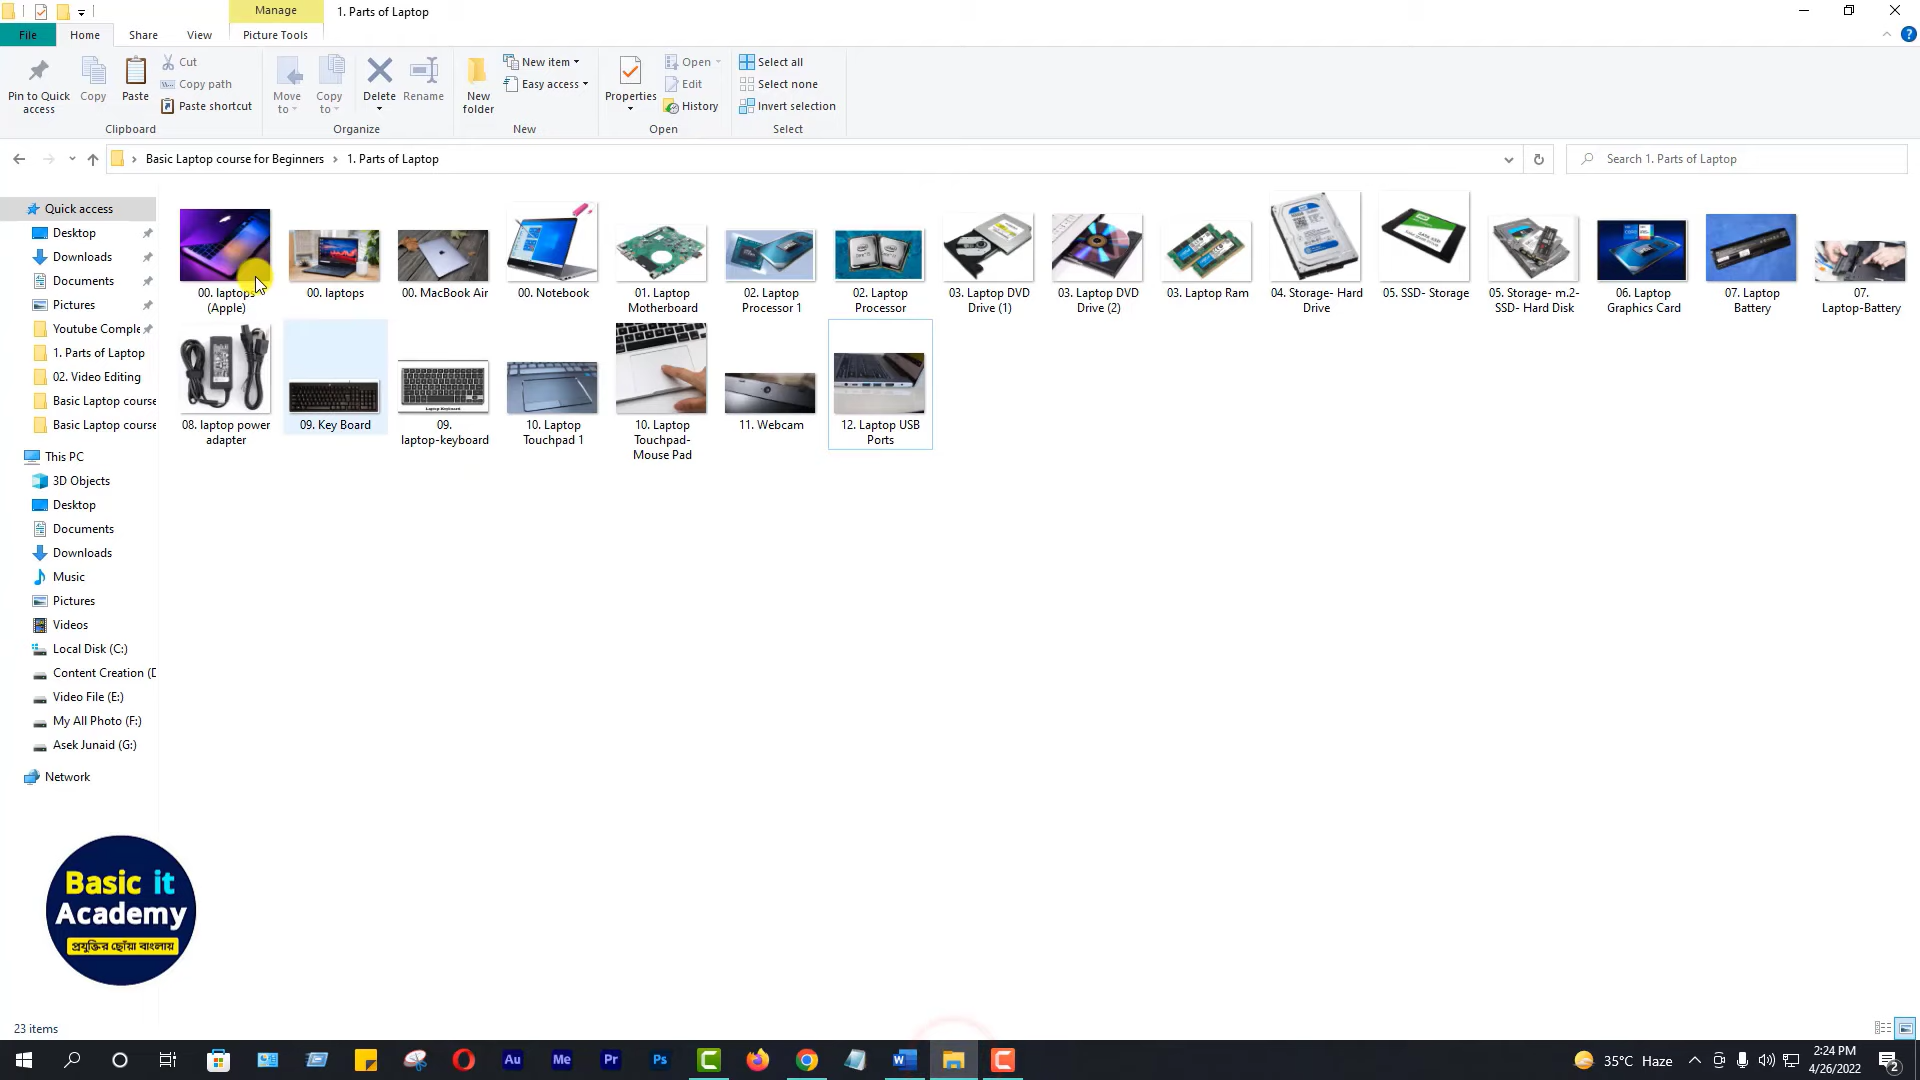 Manage
1. Parts of Laptop
File
Home
Share
View
Picture Tools
Pin to Quick access
Copy
Paste
Cut
Copy path
Paste shortcut
Clipboard
Move to
Copy to
Delete
Rename
Organize
New folder
New item
Easy access
New
Properties
Open
Edit
History
Open
Select all
Select none
Invert selection
Select
Basic Laptop course for Beginners
1. Parts of Laptop
Search 1. Parts of Laptop
Quick access
Desktop
Downloads
Documents
Pictures
Youtube Comple
1. Parts of Laptop
02. Video Editing
Basic Laptop course
Basic Laptop course
This PC
3D Objects
Desktop
Documents
Downloads
Music
Pictures
Videos
Local Disk (C:)
Content Creation (D
Video File (E:)
My All Photo (F:)
Asek Junaid (G:)
Network
00. laptops
(Apple)
00. laptops
00. MacBook Air
00. Notebook
01. Laptop
Motherboard
02. Laptop
Processor 1
02. Laptop
Processor
03. Laptop DVD
Drive (1)
03. Laptop DVD
Drive (2)
03. Laptop Ram
04. Storage- Hard
Drive
05. SSD- Storage
05. Storage- m.2-
SSD- Hard Disk
06. Laptop
Graphics Card
07. Laptop
Battery
07.
Laptop-Battery
08. laptop power
adapter
09. Key Board
09.
laptop-keyboard
10. Laptop
Touchpad 1
10. Laptop
Touchpad-
Mouse Pad
11. Webcam
12. Laptop USB
Ports
Laptop Keyboard
Basic it
Academy
প্রযুক্তির ছোঁয়া বাংলায়
23 items
Au
Me
Pr
Ps
35°C Haze
2:24 PM
4/26/2022
2